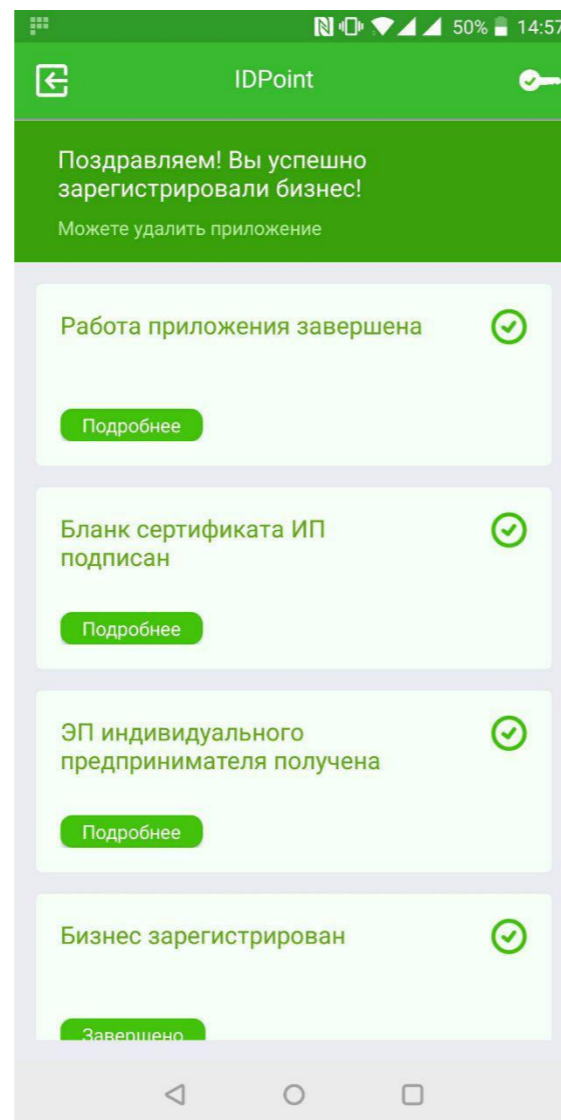 50% 14:57
IDPoint
Поздравляем! Вы успешно
зарегистрировали бизнес!
Можете удалить приложение
Работа приложения завершена
Подробнее
Бланк сертификата ИП
подписан
Подробнее
ЭП индивидуального
предпринимателя получена
Подробнее
Бизнес зарегистрирован
Завершено